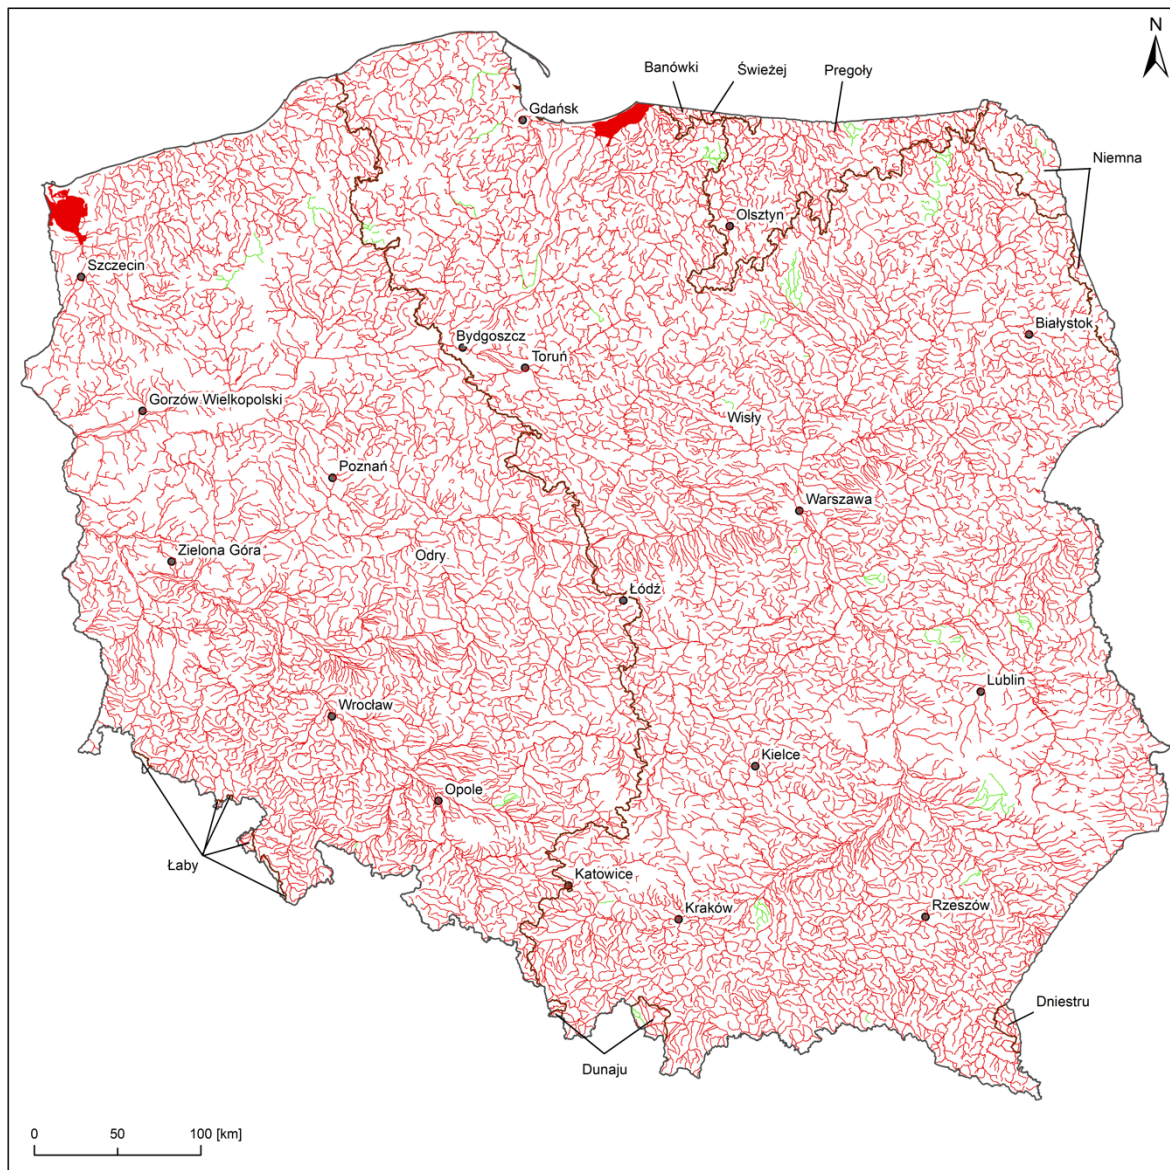 N
Banówki
Świeżej
Pregoły
Gdańsk
Niemna
Olsztyn
Szczecin
Białystok
Bydgoszcz
Toruń
Gorzów Wielkopolski
Wisły
Poznań
Warszawa
Zielona Góra
Odry
Łódź
Lublin
Wrocław
Kielce
Opole
Łaby
Katowice
Kraków
Rzeszów
Dniestru
Dunaju
0 50 100 [km]